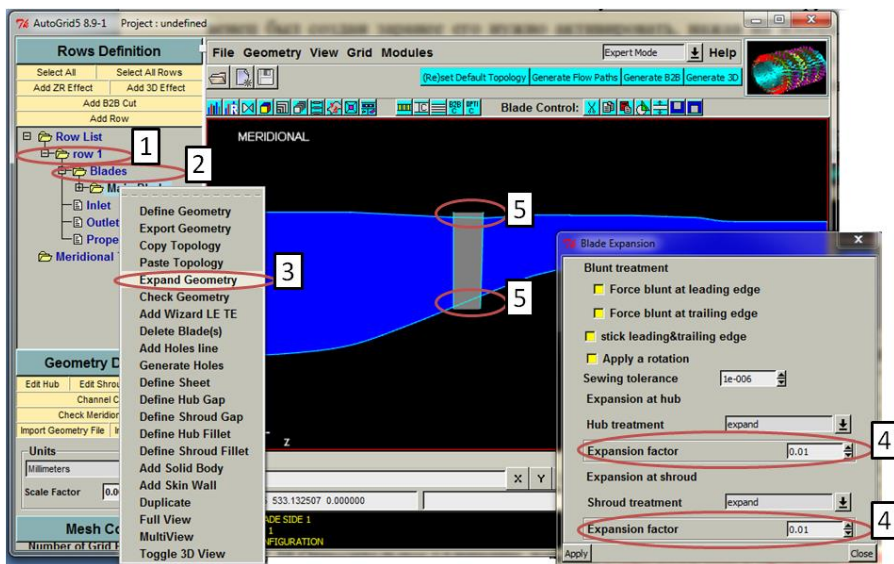 AutoGrid5 8.9-1 Project : undefined
Rows Definition
Select All Select All Rows
Add ZR Effect Add 3D Effect
Add B2B Cut
Add Row
Row List
row 1
Blades
Inlet
Outlet
Meridional
File Geometry View Grid Modules
Expert Mode Help
(Re)set Default Topology Generate Flow Paths Generate B2B Generate 3D
Blade Control:
MERIDIONAL
1
2
3
5
5
4
4
Define Geometry
Export Geometry
Copy Topology
Paste Topology
Expand Geometry
Check Geometry
Add Wizard LE TE
Delete Blade(s)
Add Holes line
Generate Holes
Define Sheet
Define Hub Gap
Define Shroud Gap
Define Hub Fillet
Define Shroud Fillet
Add Solid Body
Add Skin Wall
Duplicate
Full View
MultiView
Toggle 3D View
Geometry D
Edit Hub Edit Shrou
Channel C
Check Meridior
Import Geometry File
Units
Millimeters
Scale Factor 0.0
Mesh Co
Number of Grid
Z
X Y
533.132507 0.000000
ADE SIDE 1
1
NFIGURATION
Blade Expansion
Blunt treatment
Force blunt at leading edge
Force blunt at trailing edge
stick leading&trailing edge
Apply a rotation
Sewing tolerance 1e-006
Expansion at hub
Hub treatment expand
Expansion factor 0.01
Expansion at shroud
Shroud treatment expand
Expansion factor 0.01
Apply Close